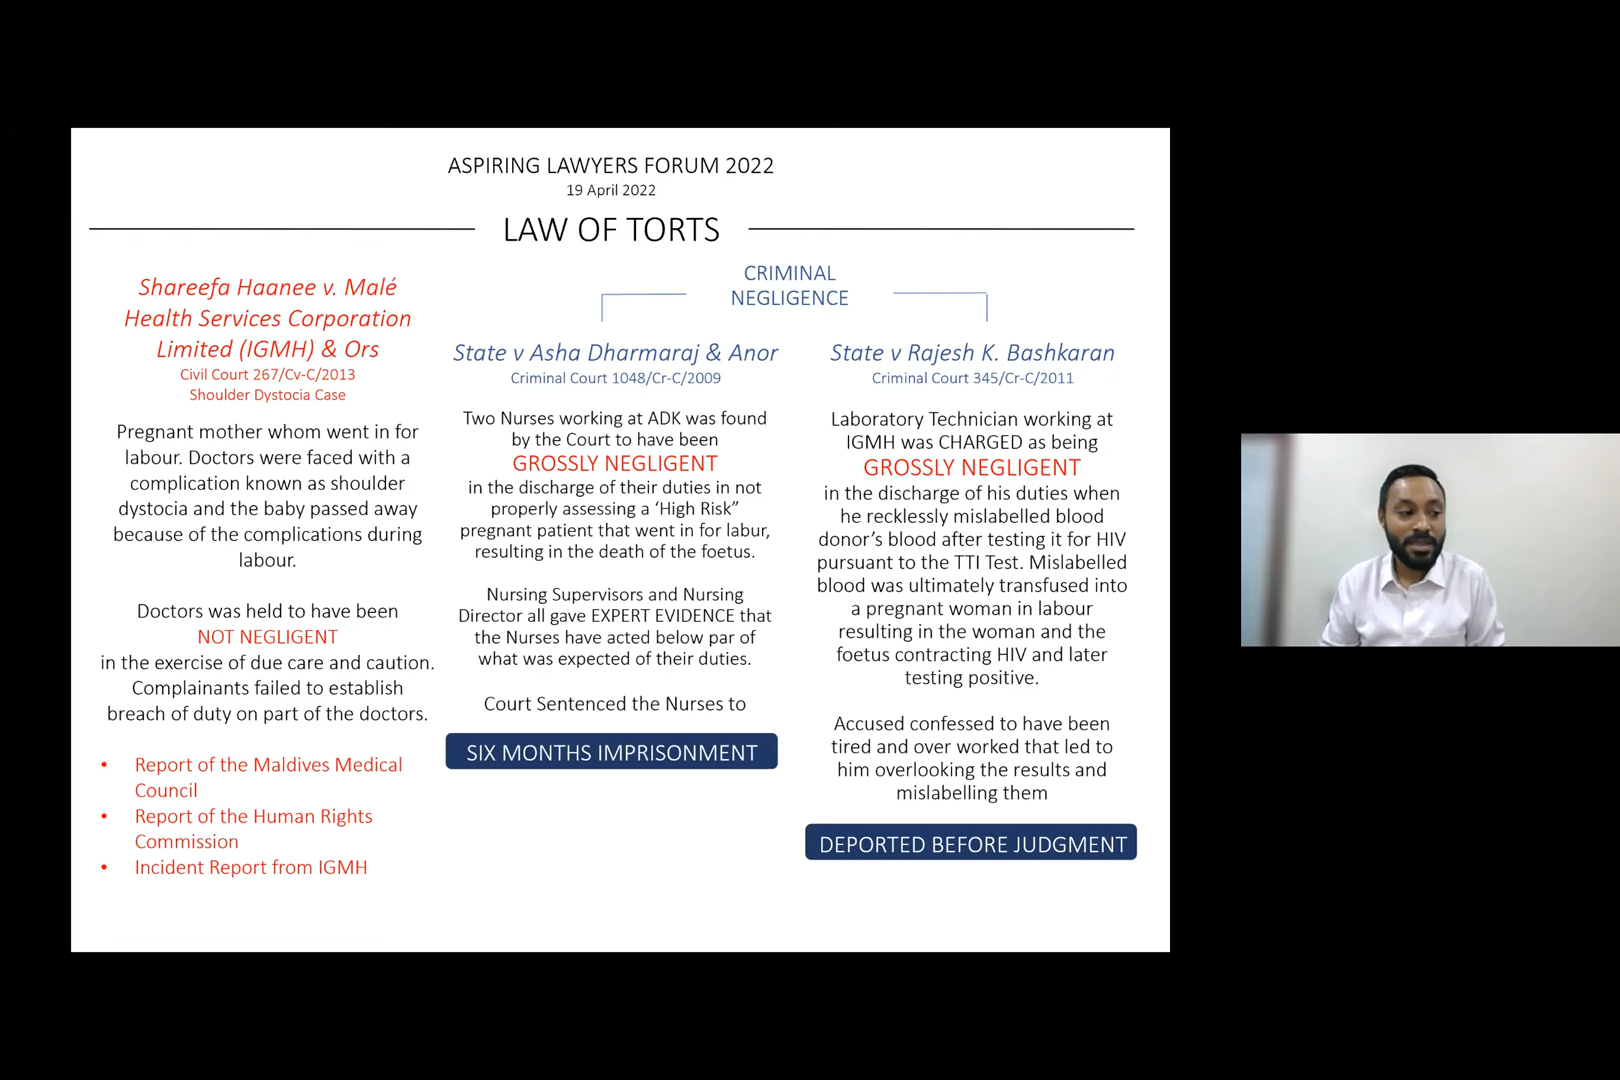 ASPIRING LAWYERS FORUM 2022
19 April 2022
LAW OF TORTS
Shareefa Haanee v. Malé
Health Services Corporation
Limited (IGMH) & Ors
Civil Court 267/Cv-C/2013
Shoulder Dystocia Case
Pregnant mother whom went in for
labour. Doctors were faced with a
complication known as shoulder
dystocia and the baby passed away
because of the complications during
labour.
Doctors was held to have been
NOT NEGLIGENT
in the exercise of due care and caution.
Complainants failed to establish
breach of duty on part of the doctors.
• Report of the Maldives Medical
Council
• Report of the Human Rights
Commission
• Incident Report from IGMH
CRIMINAL
NEGLIGENCE
State v Asha Dharmaraj & Anor
Criminal Court 1048/Cr-C/2009
Two Nurses working at ADK was found
by the Court to have been
GROSSLY NEGLIGENT
in the discharge of their duties in not
properly assessing a ‘High Risk”
pregnant patient that went in for labur,
resulting in the death of the foetus.
Nursing Supervisors and Nursing
Director all gave EXPERT EVIDENCE that
the Nurses have acted below par of
what was expected of their duties.
Court Sentenced the Nurses to
SIX MONTHS IMPRISONMENT
State v Rajesh K. Bashkaran
Criminal Court 345/Cr-C/2011
Laboratory Technician working at
IGMH was CHARGED as being
GROSSLY NEGLIGENT
in the discharge of his duties when
he recklessly mislabelled blood
donor’s blood after testing it for HIV
pursuant to the TTI Test. Mislabelled
blood was ultimately transfused into
a pregnant woman in labour
resulting in the woman and the
foetus contracting HIV and later
testing positive.
Accused confessed to have been
tired and over worked that led to
him overlooking the results and
mislabelling them
DEPORTED BEFORE JUDGMENT